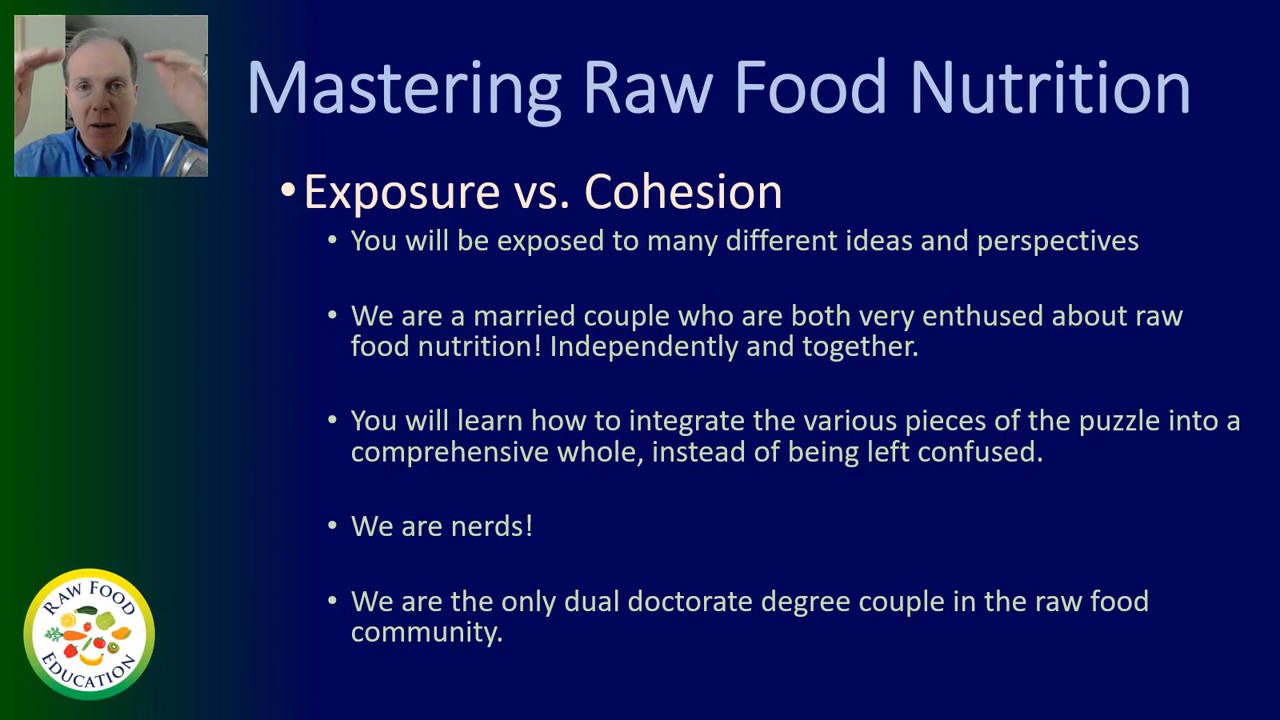 Mastering Raw Food Nutrition
•Exposure vs. Cohesion
• You will be exposed to many different ideas and perspectives
• We are a married couple who are both very enthused about raw
food nutrition! Independently and together.
• You will learn how to integrate the various pieces of the puzzle into a
comprehensive whole, instead of being left confused.
• We are nerds!
• We are the only dual doctorate degree couple in the raw food
community.
RAW FOOD
EDUCATION